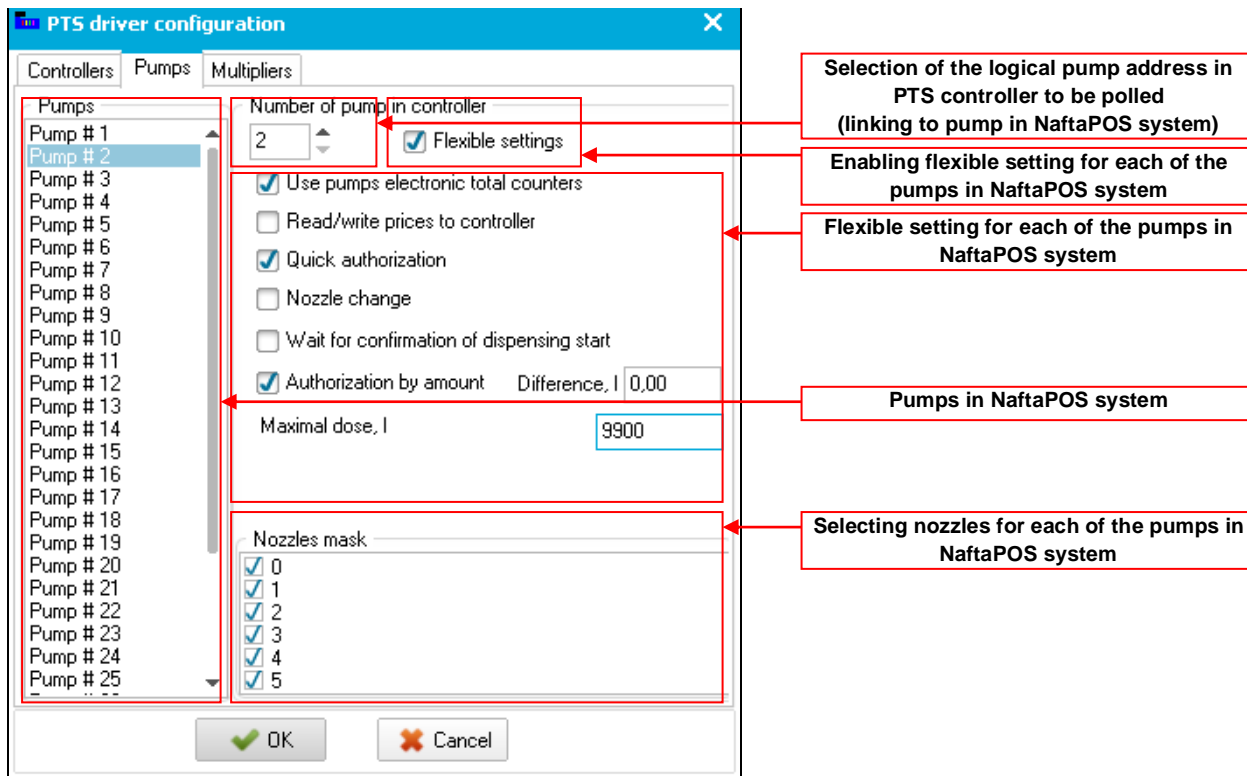 PTS driver configuration
Controllers
Pumps
Multipliers
Pumps
Pump # 1
Pump # 2
Pump # 3
Pump # 4
Pump # 5
Pump # 6
Pump # 7
Pump # 8
Pump # 9
Pump # 10
Pump # 11
Pump # 12
Pump # 13
Pump # 14
Pump # 15
Pump # 16
Pump # 17
Pump # 18
Pump # 19
Pump # 20
Pump # 21
Pump # 22
Pump # 23
Pump # 24
Pump # 25
Number of pump in controller
2
Flexible settings
Use pumps electronic total counters
Read/write prices to controller
Quick authorization
Nozzle change
Wait for confirmation of dispensing start
Authorization by amount
Difference, l
0,00
Maximal dose, l
9900
Nozzles mask
0
1
2
3
4
5
OK
Cancel
Selection of the logical pump address in
PTS controller to be polled
(linking to pump in NaftaPOS system)
Enabling flexible setting for each of the
pumps in NaftaPOS system
Flexible setting for each of the pumps in
NaftaPOS system
Pumps in NaftaPOS system
Selecting nozzles for each of the pumps in
NaftaPOS system